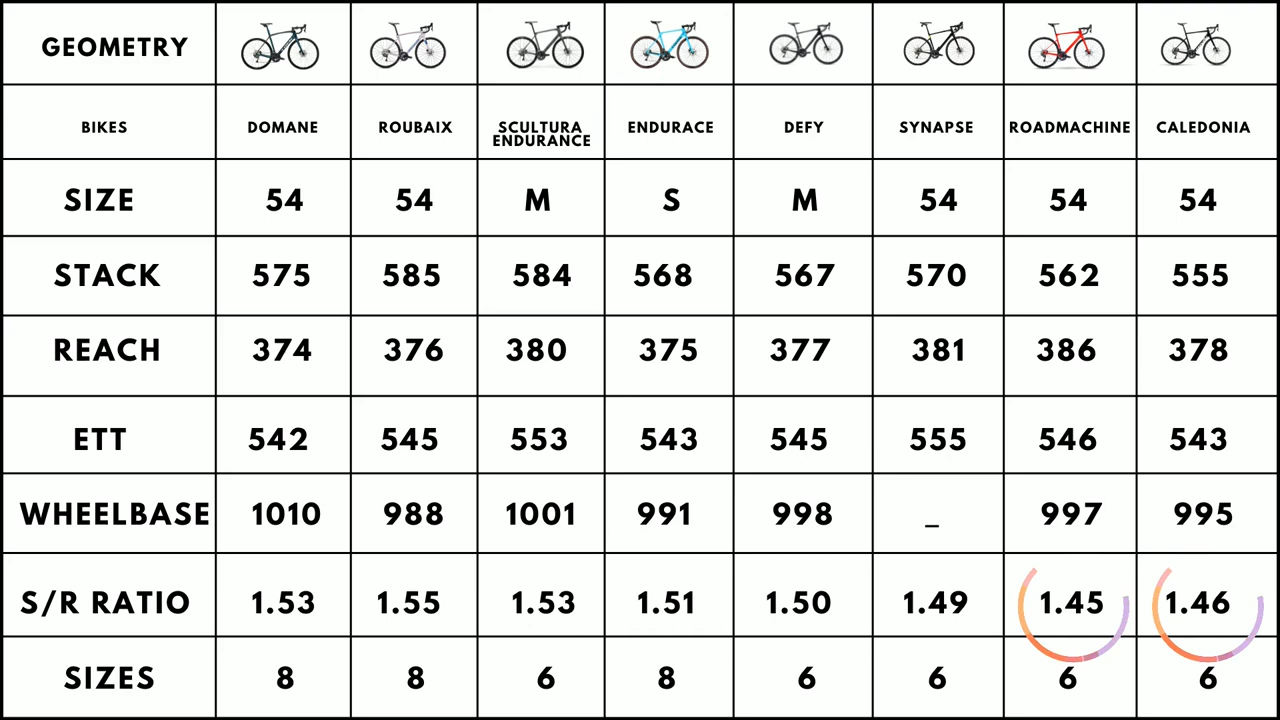 GEOMETRY
BIKES DOMANE ROUBAIX SCULTURA ENDURACE DEFY SYNAPSE ROADMACHINE CALEDONIA
ENDURANCE
SIZE 54 54 M S M 54 54 54
STACK 575 585 584 568 567 570 562 555
REACH 374 376 380 375 377 381 386 378
ETT 542 545 553 543 545 555 546 543
WHEELBASE 1010 988 1001 991 998 _ 997 995
S/R RATIO 1.53 1.55 1.53 1.51 1.50 1.49 1.45 1.46
SIZES 8 8 6 8 6 6 6 6